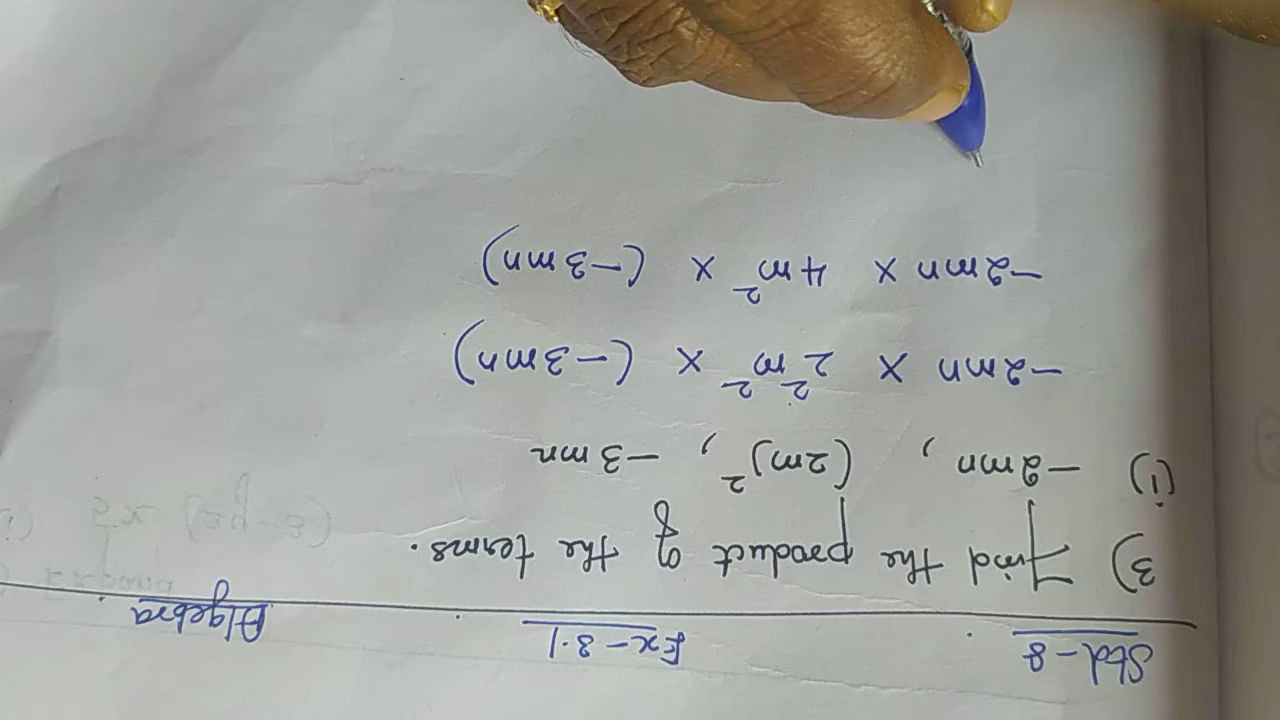 Std-8 Ex-3.1 Algebra
3) Find the product of the terms.
(i) -2mn , (2m)² , -3mn
-2mn × 2²m² × (-3mn)
-2mn × 4m² × (-3mn)